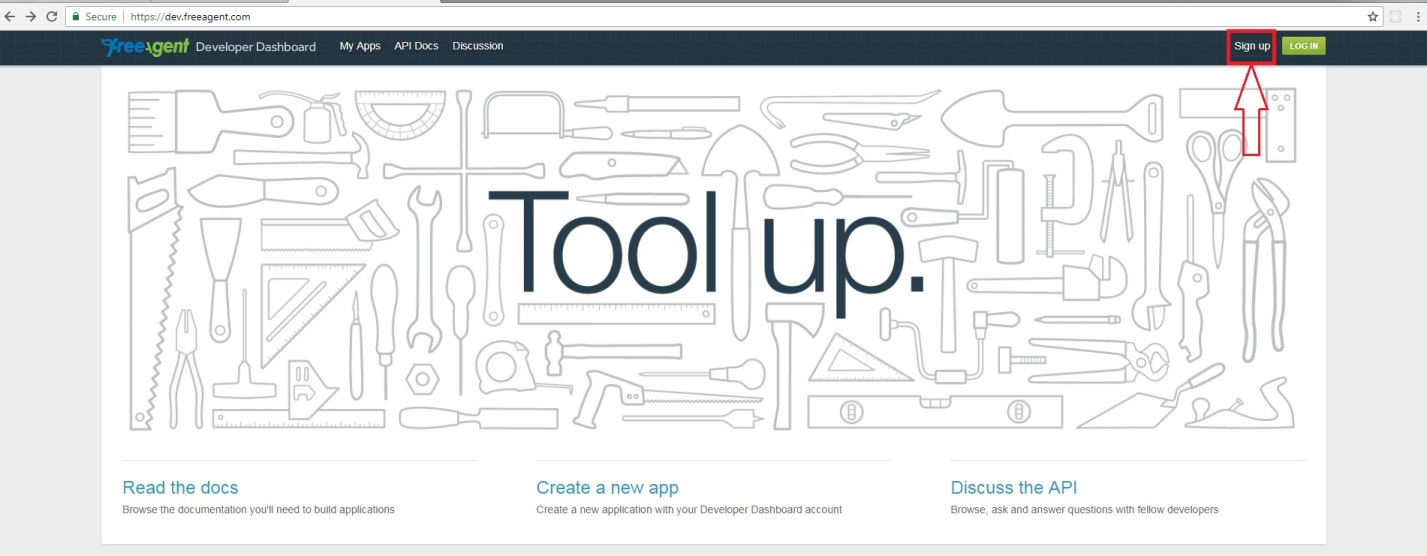 Secure https://dev.freeagent.com
freeagent Developer Dashboard My Apps API Docs Discussion Sign up LOG IN
Tool up.
Read the docs Create a new app Discuss the API
Browse the documentation you'll need to build applications Create a new application with your Developer Dashboard account Browse, ask and answer questions with fellow developers